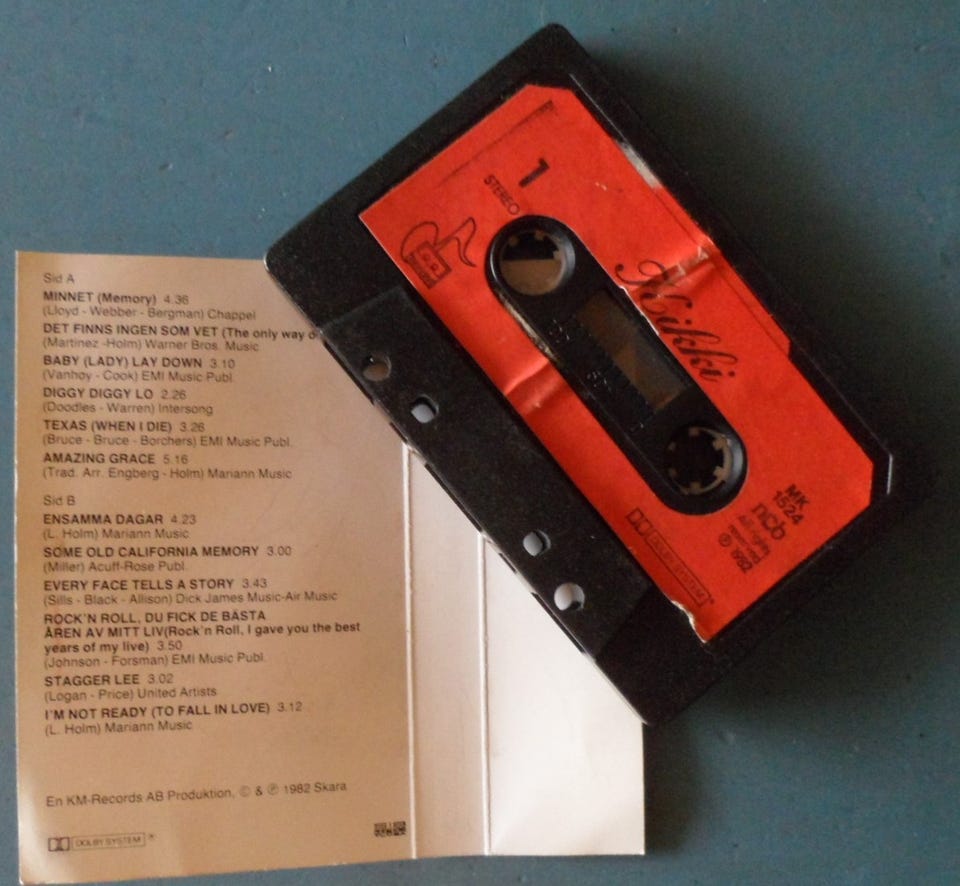 Sid A
MINNET (Memory) 4.36
(Lloyd - Webber - Bergman) Chappel
DET FINNS INGEN SOM VET (The only way
(Martinez -Holm) Warner Bros. Music
BABY (LADY) LAY DOWN 3.10
(Vanhoy - Cook) EMI Music Publ.
DIGGY DIGGY LO 2.26
(Doodles - Warren) Intersong
TEXAS (WHEN I DIE) 3.26
(Bruce - Bruce - Borchers) EMI Music Publ.
AMAZING GRACE 5.16
(Trad. Arr. Engberg - Holm) Mariann Music
Sid B
ENSAMMA DAGAR 4.23
(L. Holm) Mariann Music
SOME OLD CALIFORNIA MEMORY 3.00
(Miller) Acuff-Rose Publ.
EVERY FACE TELLS A STORY 3.43
(Sills - Black - Allison) Dick James Music-Air Music
ROCK'N ROLL, DU FICK DE BÄSTA
ÅREN AV MITT LIV(Rock'n Roll, I gave you the best
years of my live) 3.50
(Johnson - Forsman) EMI Music Publ.
STAGGER LEE 3.02
(Logan - Price) United Artists
I'M NOT READY (TO FALL IN LOVE) 3.12
(L. Holm) Mariann Music
En KM-Records AB Produktion, © & ℗ 1982 Skara
DOLBY SYSTEM
1
STEREO
Kikki
MK
1524
ncb
All rights
reserved
℗ 1982
DOLBY SYSTEM